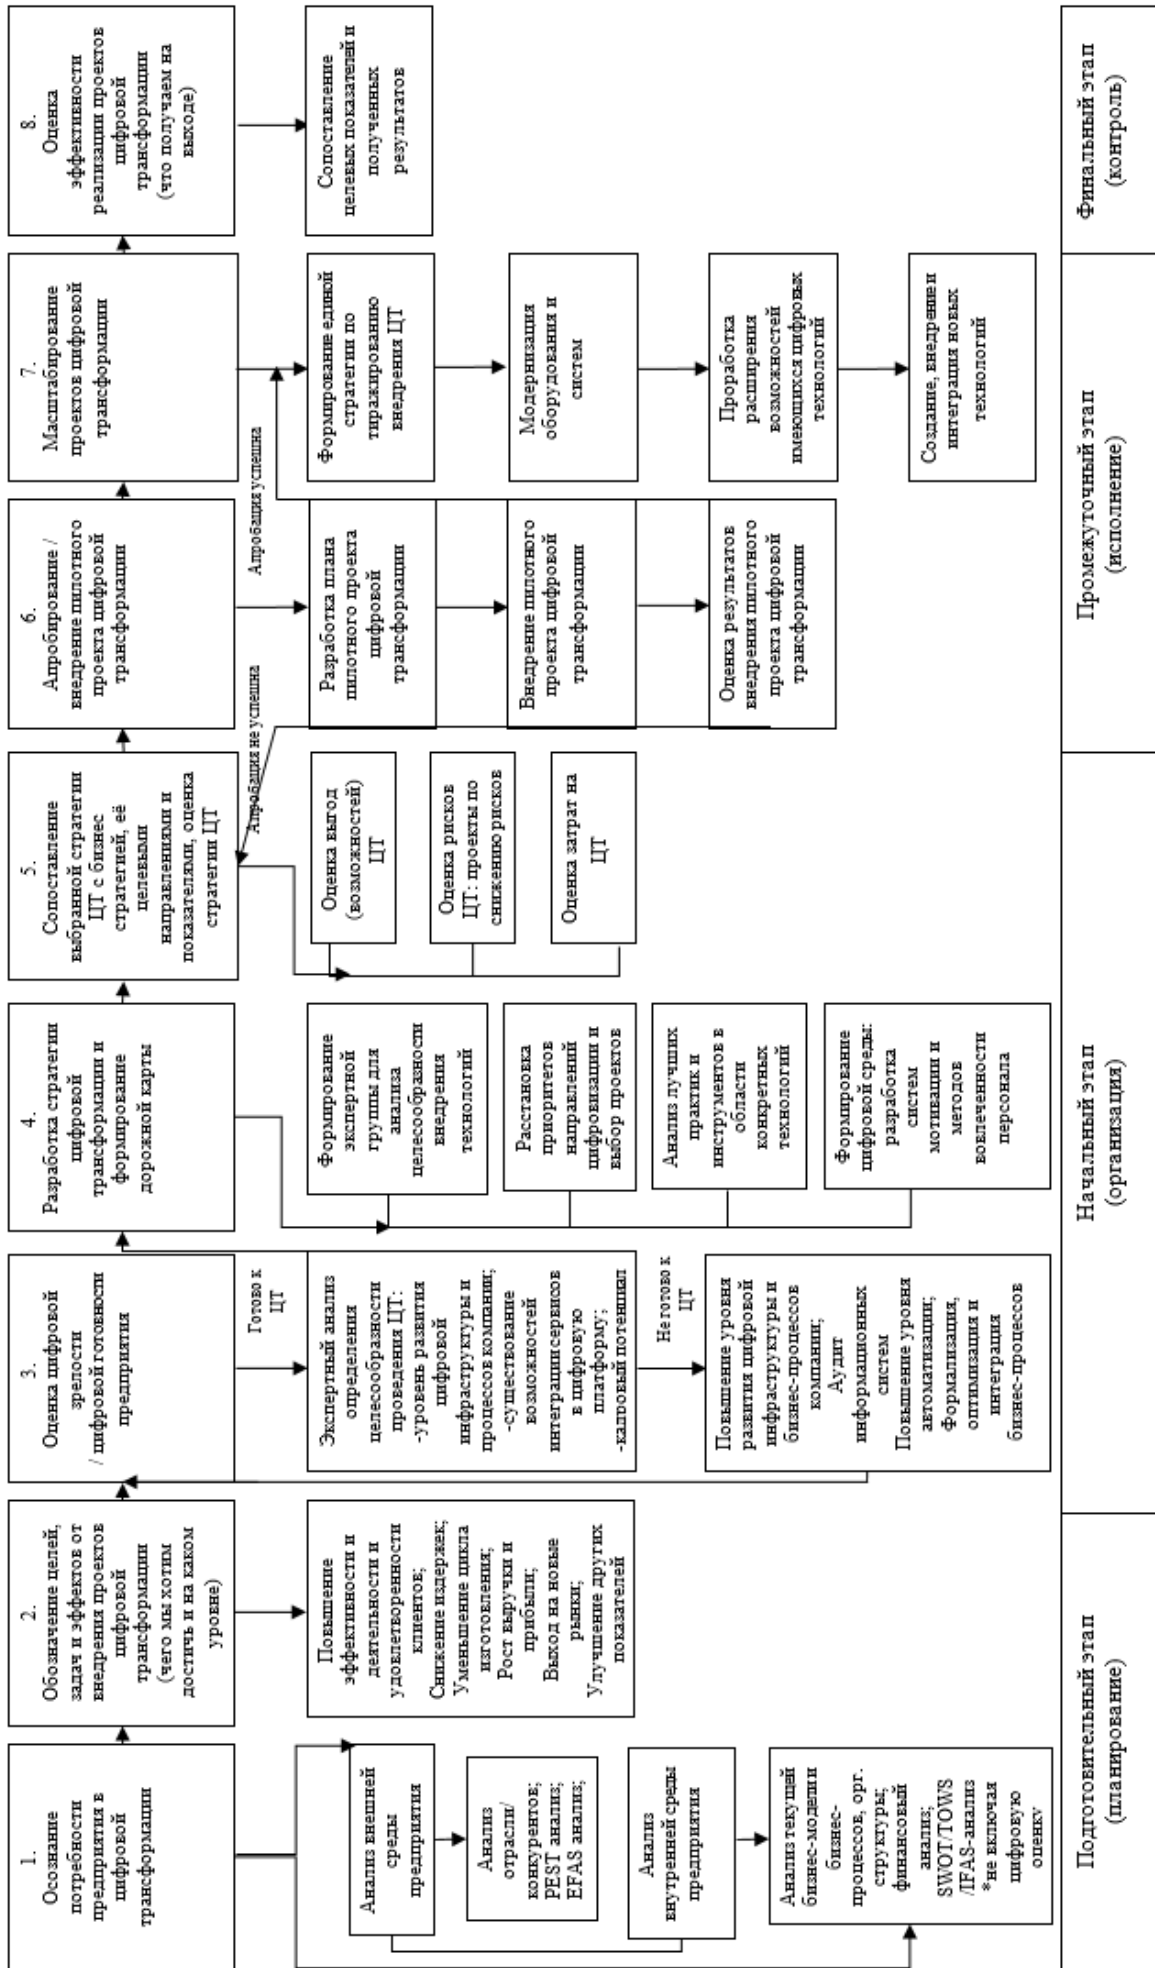 1.
Осознание
потребности
предприятия в
цифровой
трансформации
Анализ внешней
среды
предприятия
Анализ
отрасли/
конкурентов;
PEST анализ;
EFAS анализ;
Анализ
внутренней среды
предприятия
Анализ текущей
бизнес-модели и
бизнес-
процессов, орг.
структуры;
финансовый
анализ;
SWOT/TOWS
/IFAS-анализ
*не включая
цифровую
оценку
2.
Обозначение целей,
задач и эффектов от
внедрения проектов
цифровой
трансформации
(чего мы хотим
достичь и на каком
уровне)
Повышение
эффективности и
деятельности и
удовлетворенности
клиентов;
Снижение издержек;
Уменьшение цикла
изготовления;
Рост выручки и
прибыли;
Выход на новые
рынки;
Улучшение других
показателей
3.
Оценка цифровой
зрелости
/ цифровой готовности
предприятия
Готово к
ЦТ
Экспертный анализ
определения
целесообразности
проведения ЦТ:
-уровень развития
цифровой
инфраструктуры и
процессов компании;
-существование
возможностей
интеграции сервисов
в цифровую
платформу;
-кадровый потенциал
Не готово к
ЦТ
Повышение уровня
развития цифровой
инфраструктуры и
бизнес-процессов
компании;
Аудит
информационных
систем
Повышение уровня
автоматизации;
Формализация,
оптимизация и
интеграция
бизнес-процессов
4.
Разработка стратегии
цифровой
трансформации и
формирование
дорожной карты
Формирование
экспертной
группы для
анализа
целесообразности
внедрения
технологий
Расстановка
приоритетов
направлений
цифровизации и
выбор проектов
Анализ лучших
практик и
инструментов в
области
конкретных
технологий
Формирование
цифровой среды:
разработка
систем
мотивации и
методов
вовлеченности
персонала
5.
Сопоставление
выбранной стратегии
ЦТ с бизнес
стратегией, её
целевыми
направлениями и
показателями, оценка
стратегии ЦТ
Оценка выгод
(возможностей)
ЦТ
Оценка рисков
ЦТ: проекты по
снижению рисков
Оценка затрат на
ЦТ
Апробация не успешна
6.
Апробирование /
внедрение пилотного
проекта цифровой
трансформации
Разработка плана
пилотного проекта
цифровой
трансформации
Внедрение пилотного
проекта цифровой
трансформации
Оценка результатов
внедрения пилотного
проекта цифровой
трансформации
Апробация успешна
7.
Масштабирование
проектов цифровой
трансформации
Формирование единой
стратегии по
тиражированию
внедрения ЦТ
Модернизация
оборудования и
систем
Проработка
расширения
возможностей
имеющихся цифровых
технологий
Создание, внедрение и
интеграция новых
технологий
8.
Оценка
эффективности
реализации проектов
цифровой
трансформации
(что получаем на
выходе)
Сопоставление
целевых показателей и
полученных
результатов
Подготовительный этап
(планирование)
Начальный этап
(организация)
Промежуточный этап
(исполнение)
Финальный этап
(контроль)